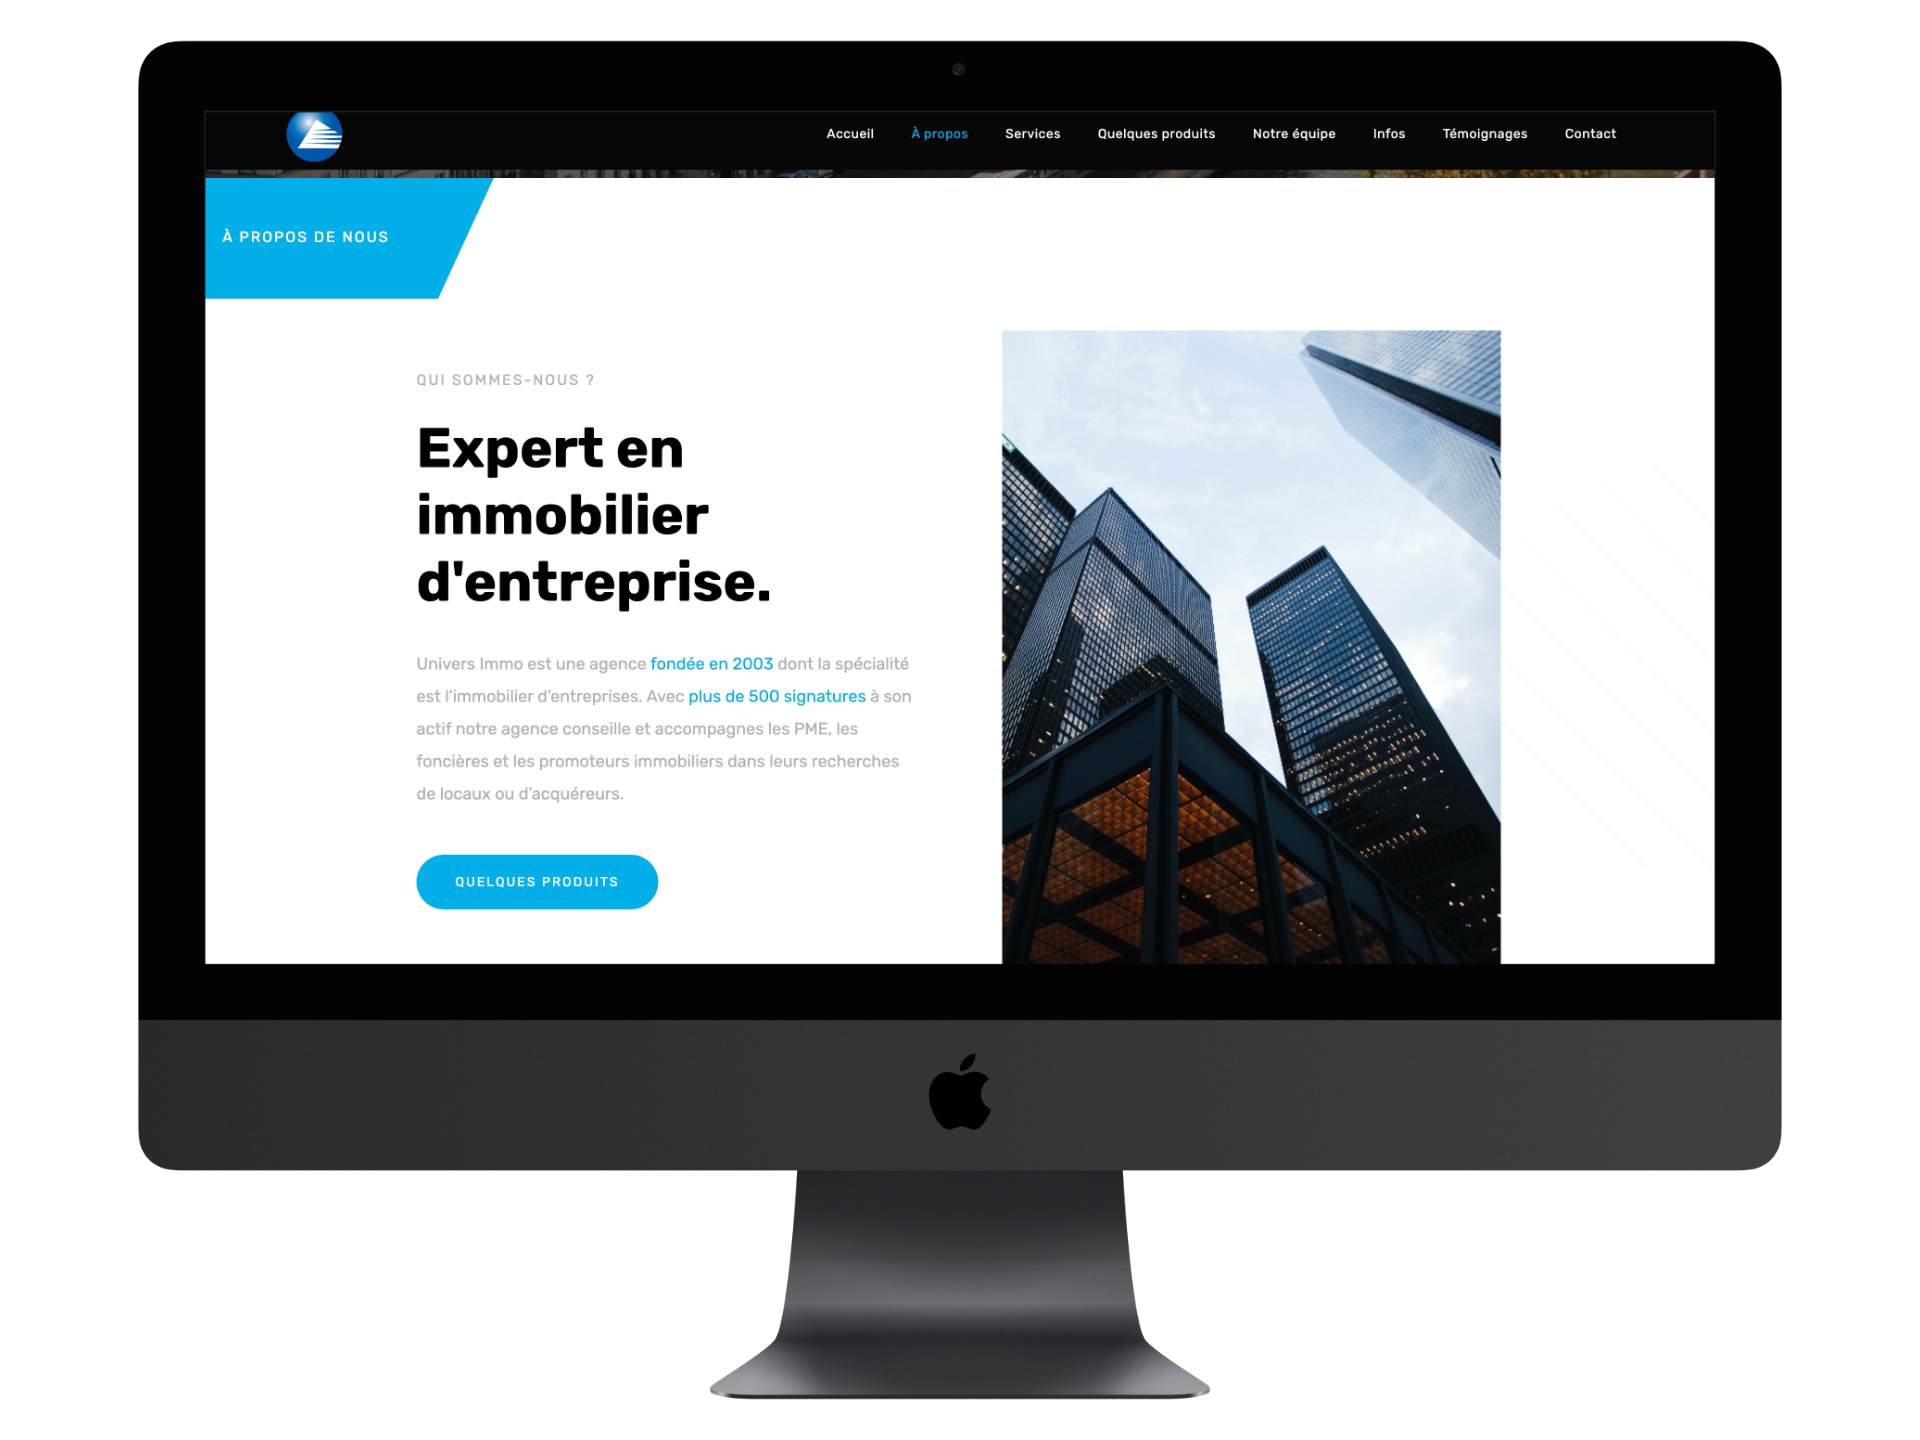 Accueil À propos Services Quelques produits Notre équipe Infos Témoignages Contact
À PROPOS DE NOUS
QUI SOMMES-NOUS ?
Expert en
immobilier
d'entreprise.
Univers Immo est une agence fondée en 2003 dont la spécialité
est l’immobilier d’entreprises. Avec plus de 500 signatures à son
actif notre agence conseille et accompagnes les PME, les
foncières et les promoteurs immobiliers dans leurs recherches
de locaux ou d’acquéreurs.
QUELQUES PRODUITS